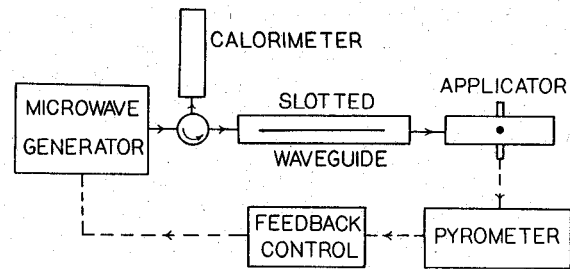 CALORIMETER
MICROWAVE
GENERATOR
SLOTTED
WAVEGUIDE
APPLICATOR
FEEDBACK
CONTROL
PYROMETER